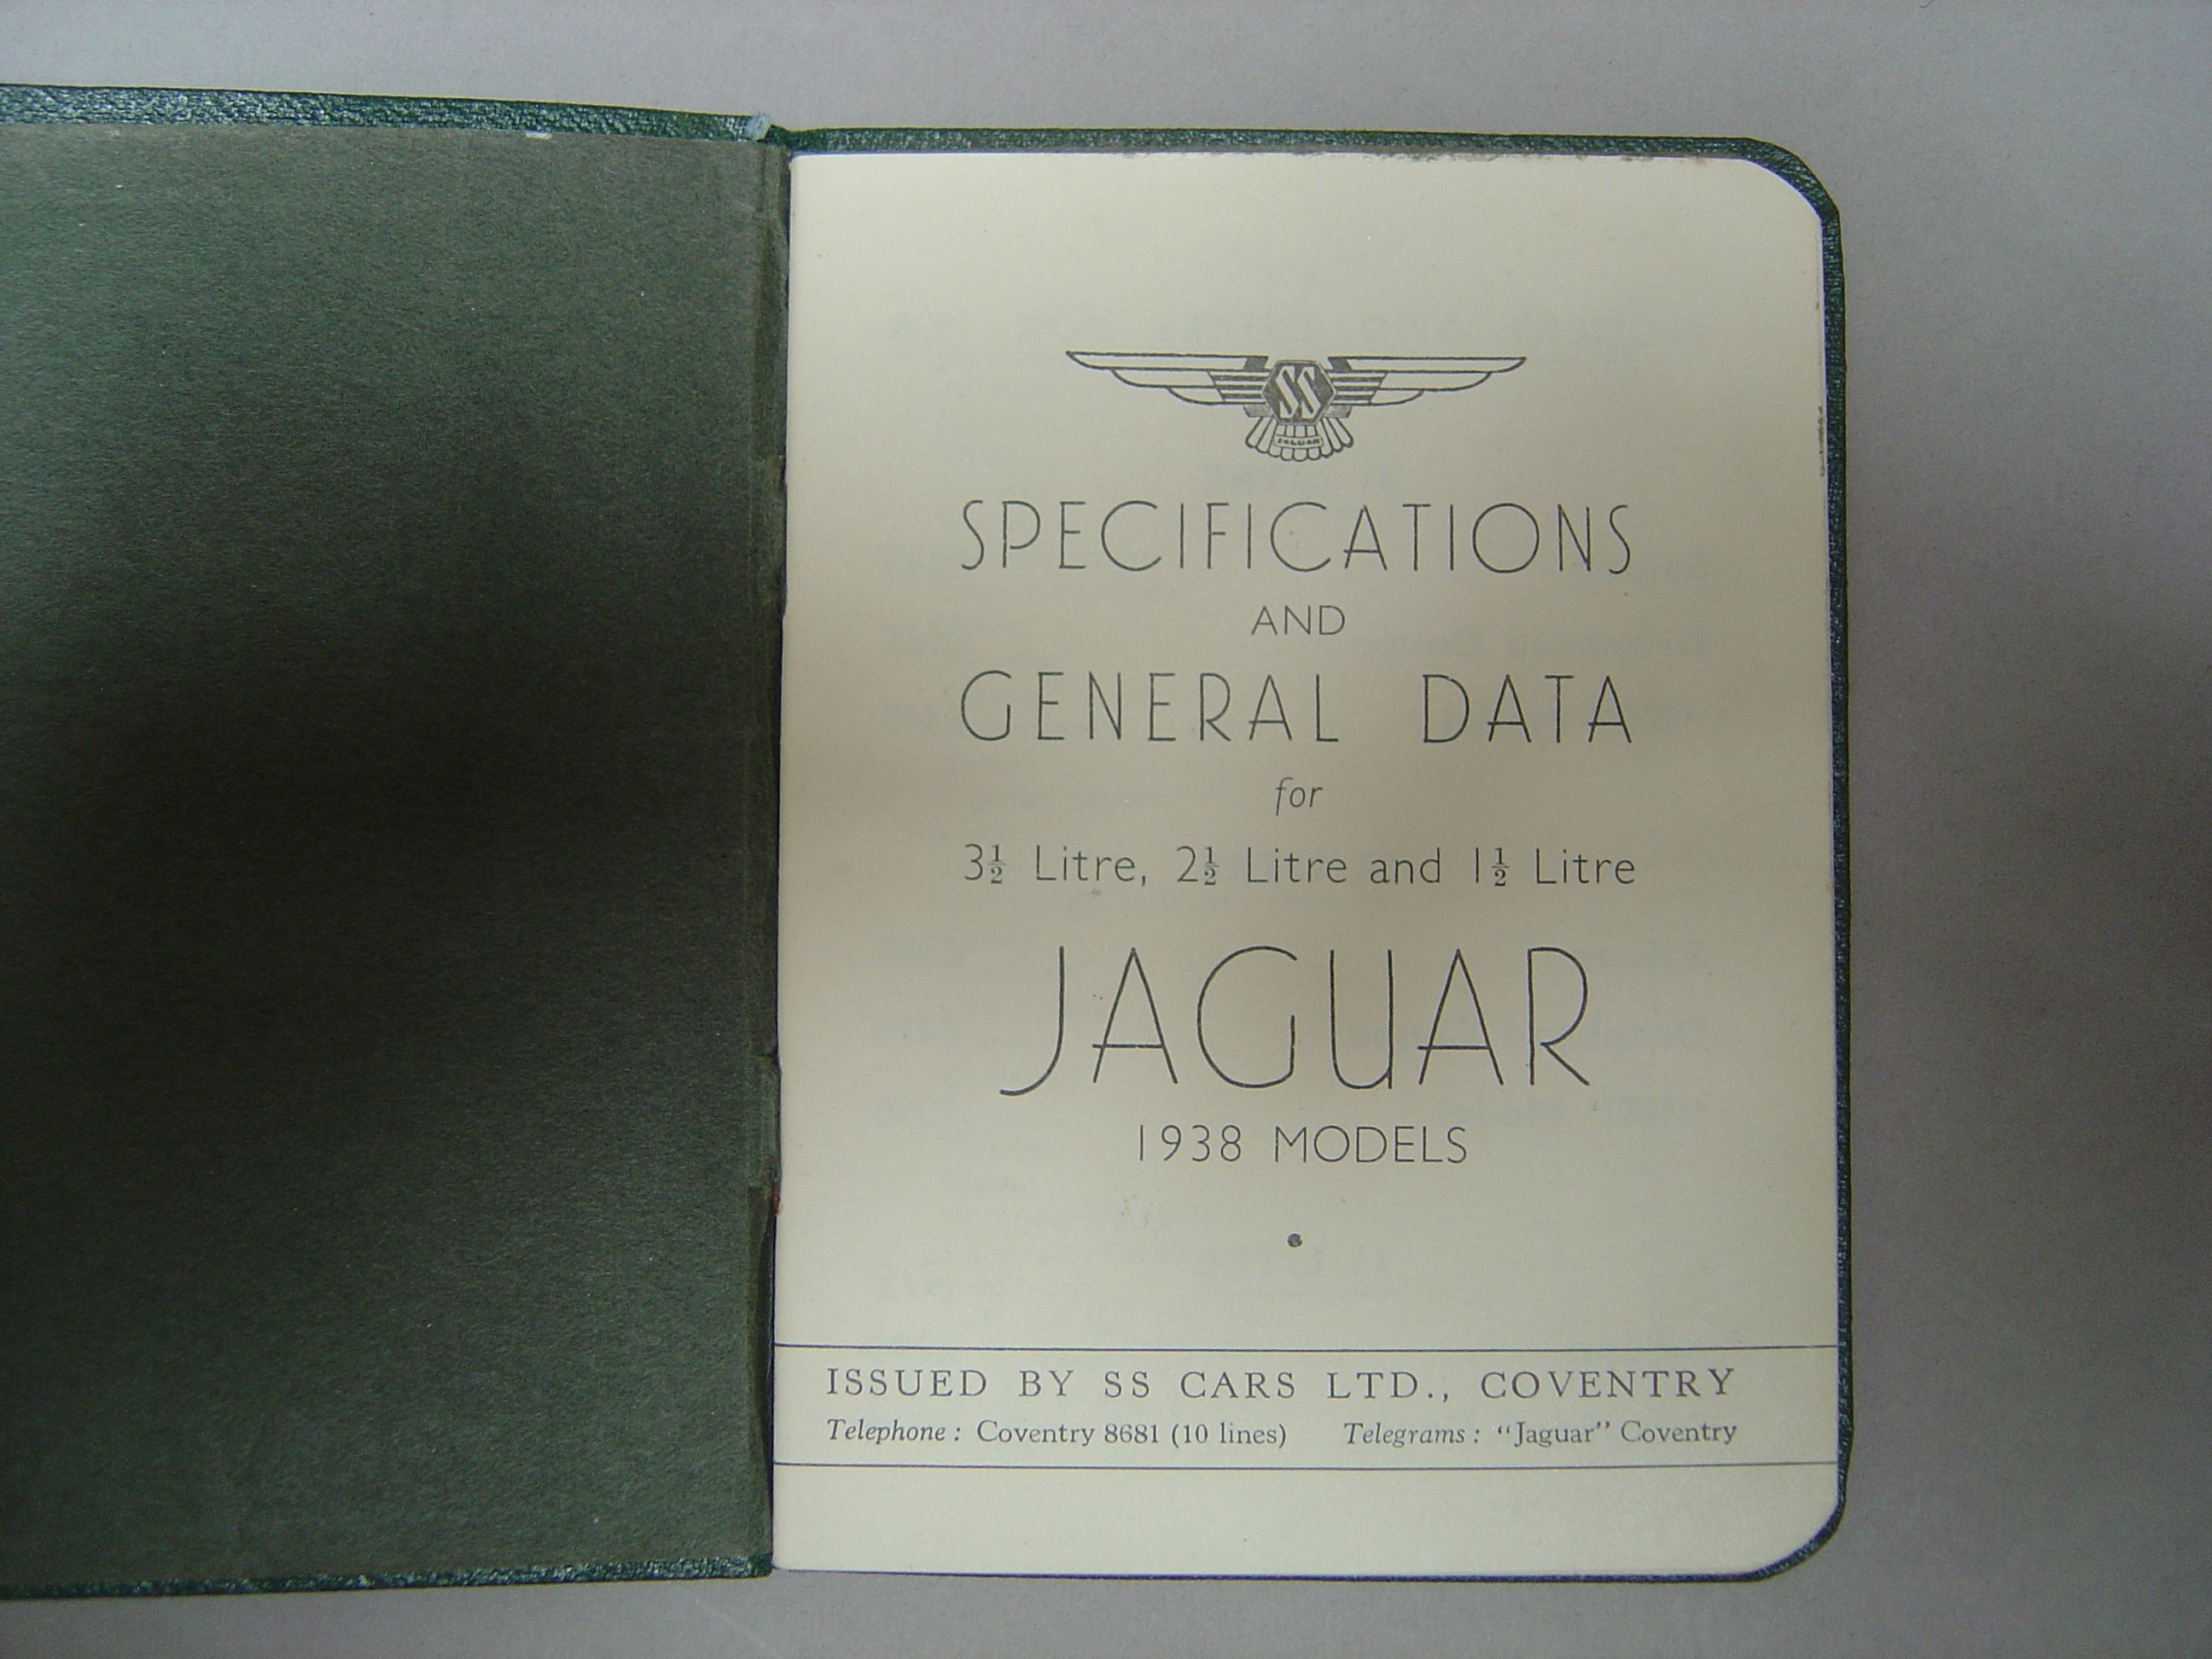 SS
JAGUAR
SPECIFICATIONS
AND
GENERAL DATA
for
3½ Litre, 2½ Litre and 1½ Litre
JAGUAR
1938 MODELS
ISSUED BY SS CARS LTD., COVENTRY
Telephone : Coventry 8681 (10 lines) Telegrams : "Jaguar" Coventry